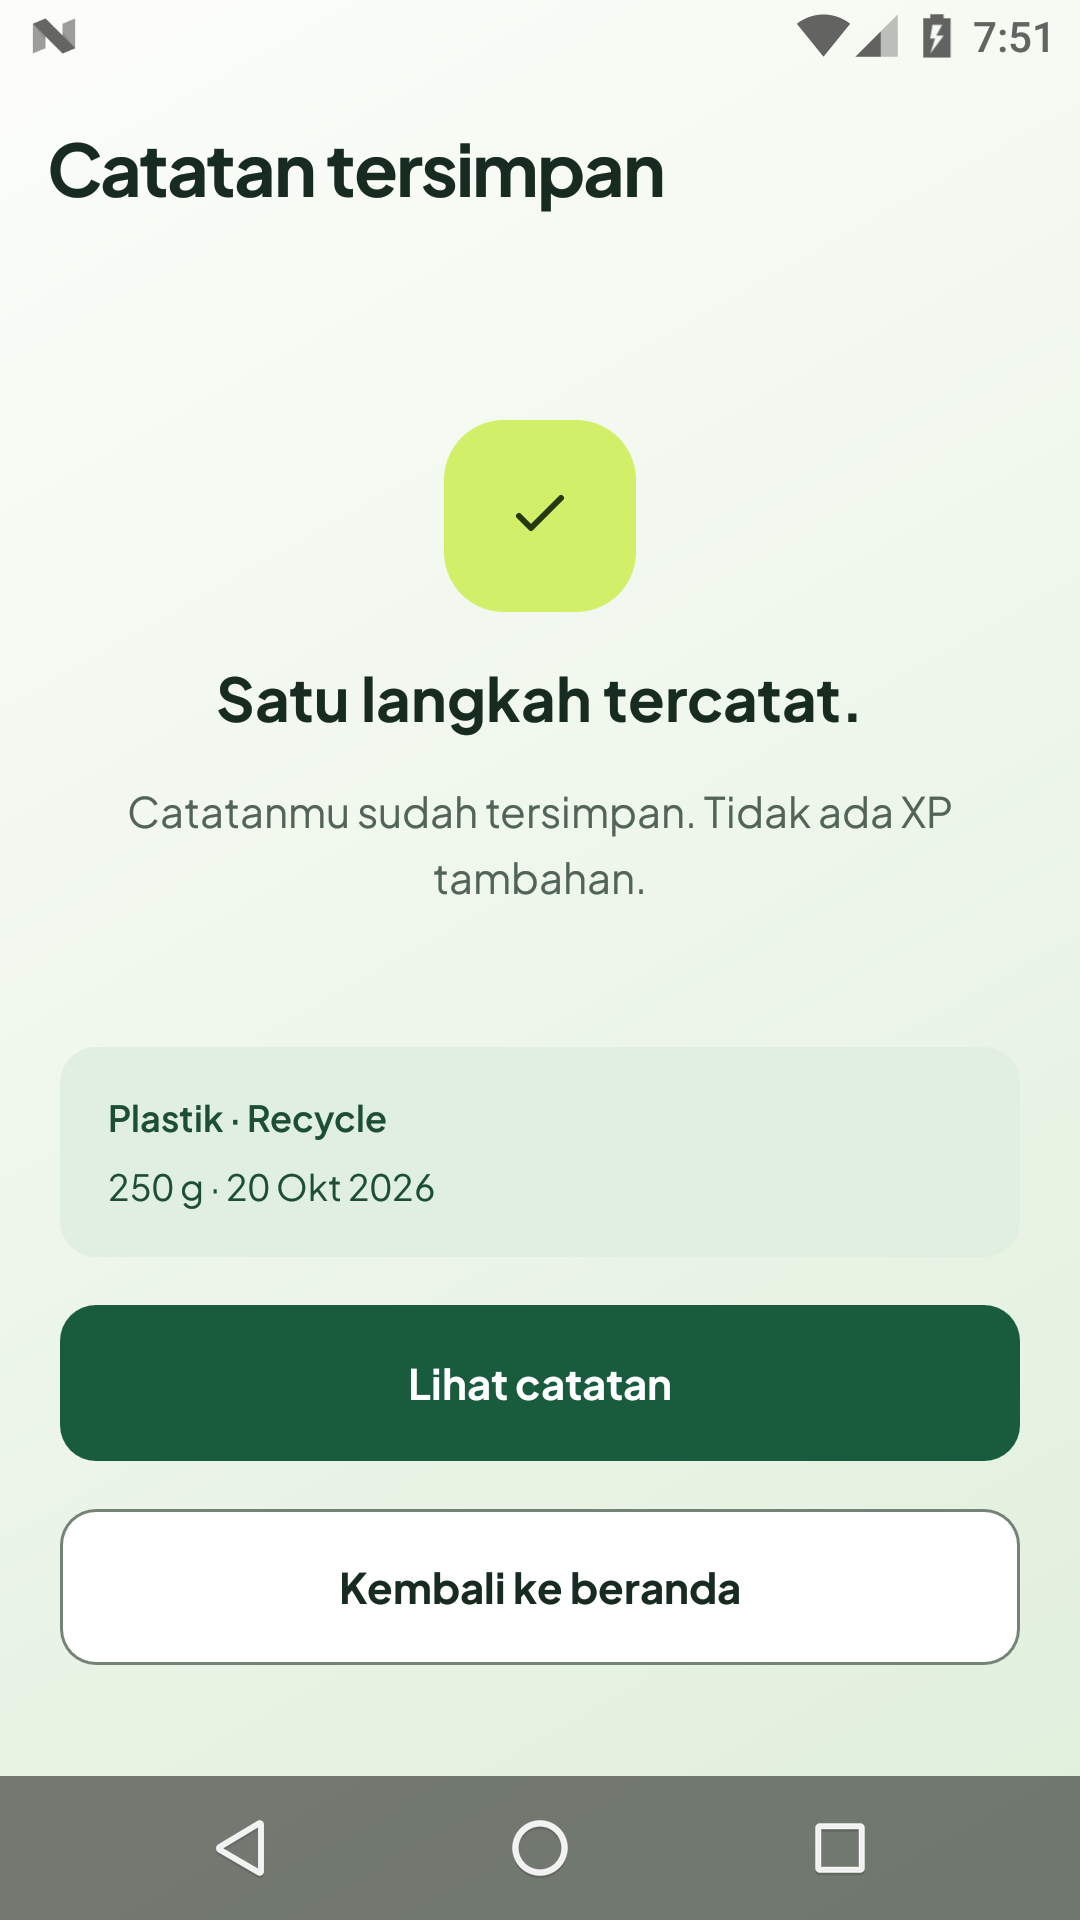 7:51
Catatan tersimpan
Satu langkah tercatat.
Catatanmu sudah tersimpan. Tidak ada XP
tambahan.
Plastik · Recycle
250 g · 20 Okt 2026
Lihat catatan
Kembali ke beranda